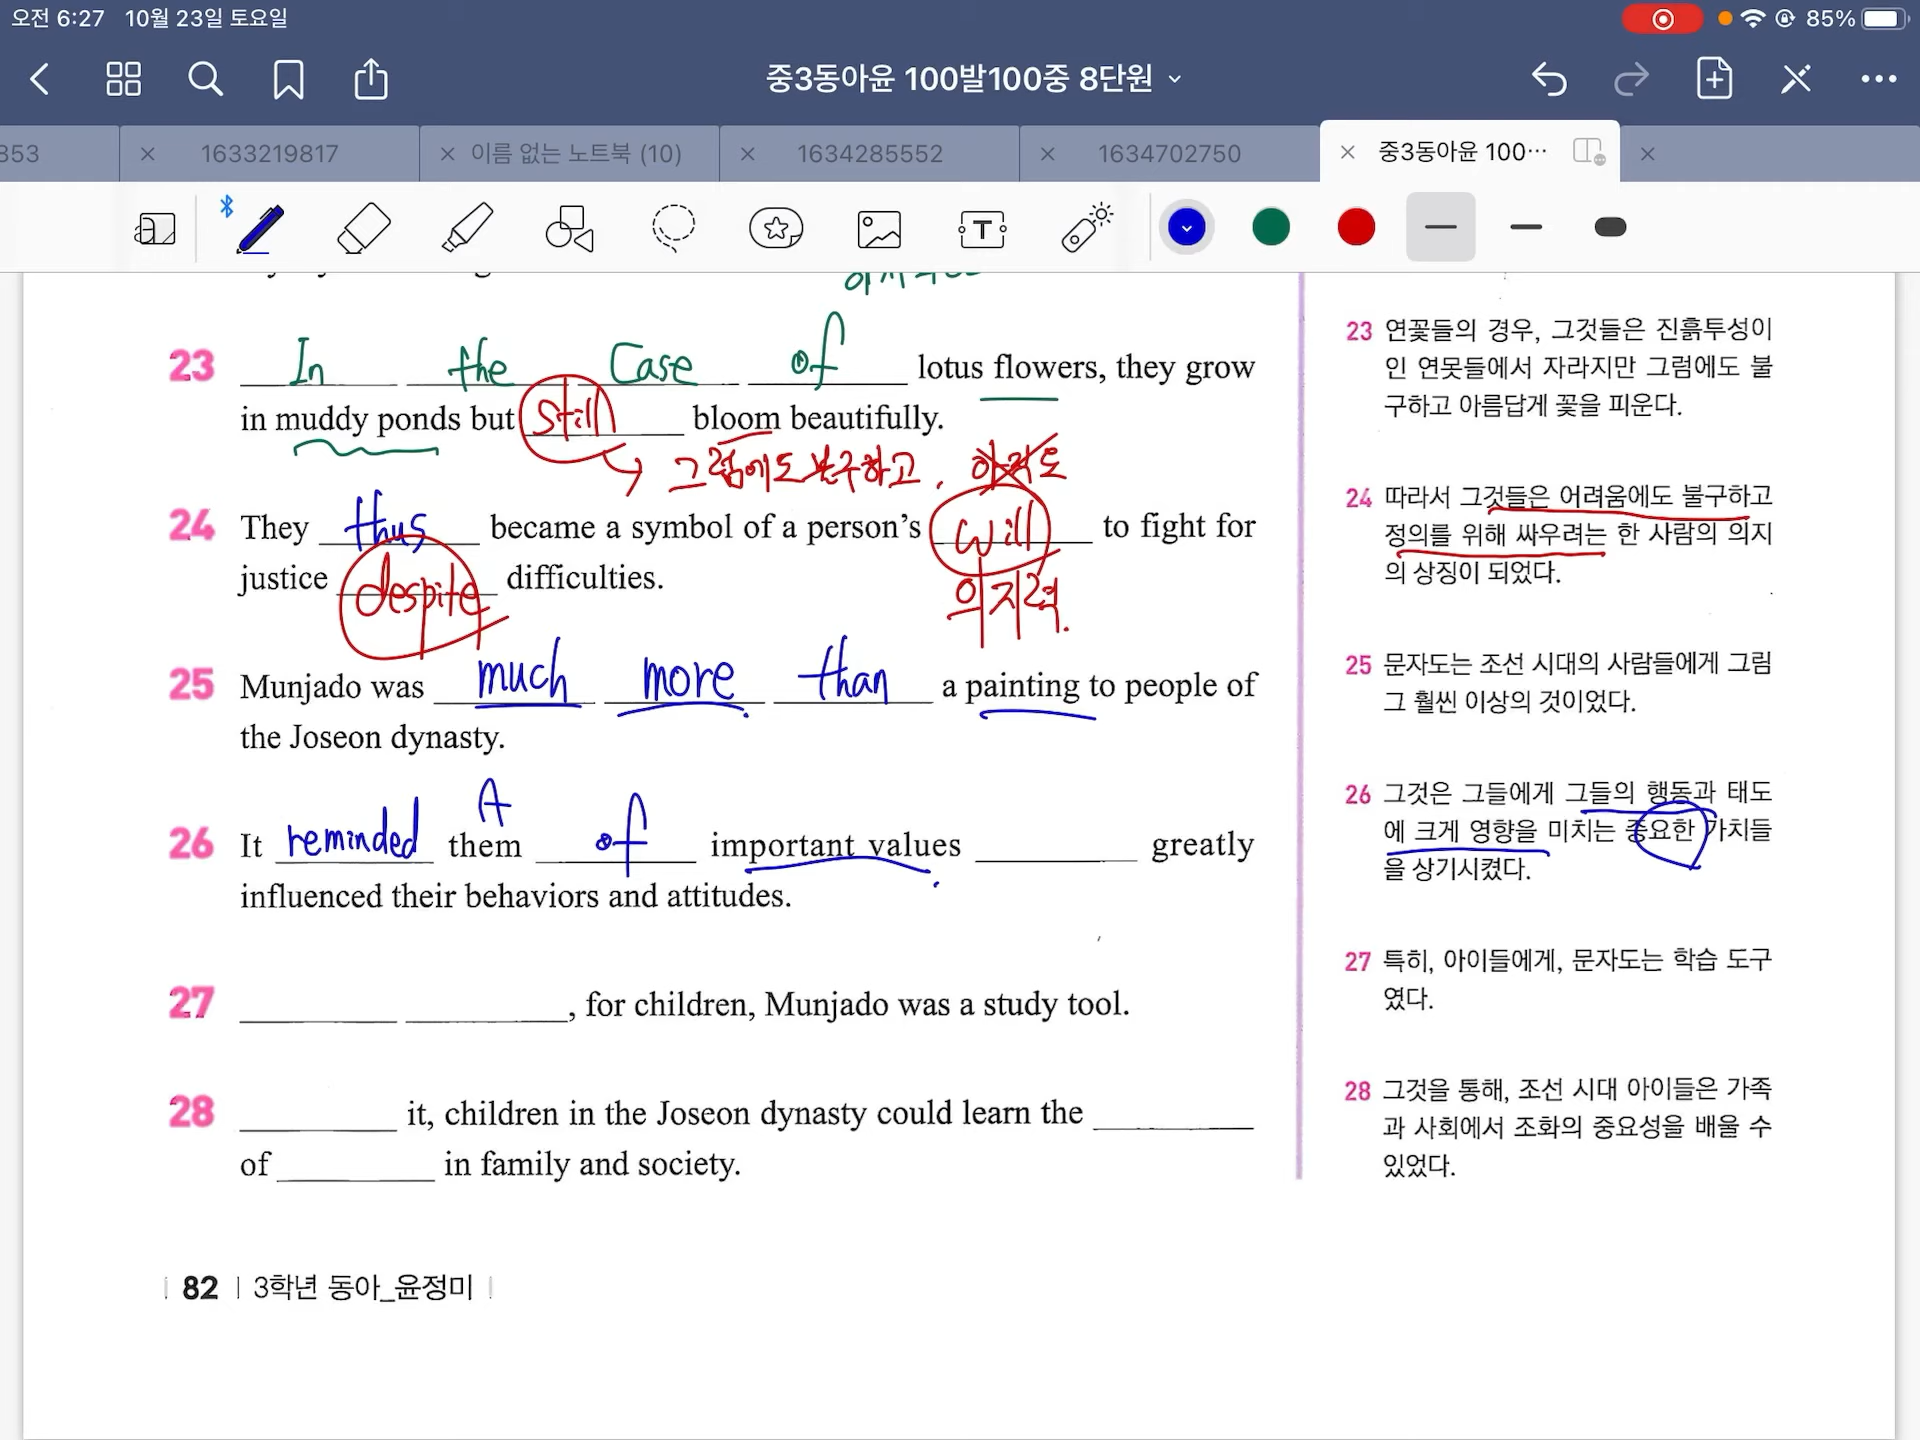 오전 6:27 10월 23일 토요일
85%
중3동아윤 100발100중 8단원
853
1633219817
이름 없는 노트북 (10)
1634285552
1634702750
중3동아윤 100…
23 In the Case of lotus flowers, they grow
in muddy ponds but still bloom beautifully.
그럼에도 불구하고, 아직도
24 They thus became a symbol of a person's will to fight for
justice despite difficulties.
의지력.
25 Munjado was much more than a painting to people of
the Joseon dynasty.
A
26 It reminded them of important values ________ greatly
influenced their behaviors and attitudes.
27 ________ ________, for children, Munjado was a study tool.
28 ________ it, children in the Joseon dynasty could learn the ________
of ________ in family and society.
82 | 3학년 동아_윤정미
23 연꽃들의 경우, 그것들은 진흙투성이
인 연못들에서 자라지만 그럼에도 불
구하고 아름답게 꽃을 피운다.
24 따라서 그것들은 어려움에도 불구하고
정의를 위해 싸우려는 한 사람의 의지
의 상징이 되었다.
25 문자도는 조선 시대의 사람들에게 그림
그 훨씬 이상의 것이었다.
26 그것은 그들에게 그들의 행동과 태도
에 크게 영향을 미치는 중요한 가치들
을 상기시켰다.
27 특히, 아이들에게, 문자도는 학습 도구
였다.
28 그것을 통해, 조선 시대 아이들은 가족
과 사회에서 조화의 중요성을 배울 수
있었다.